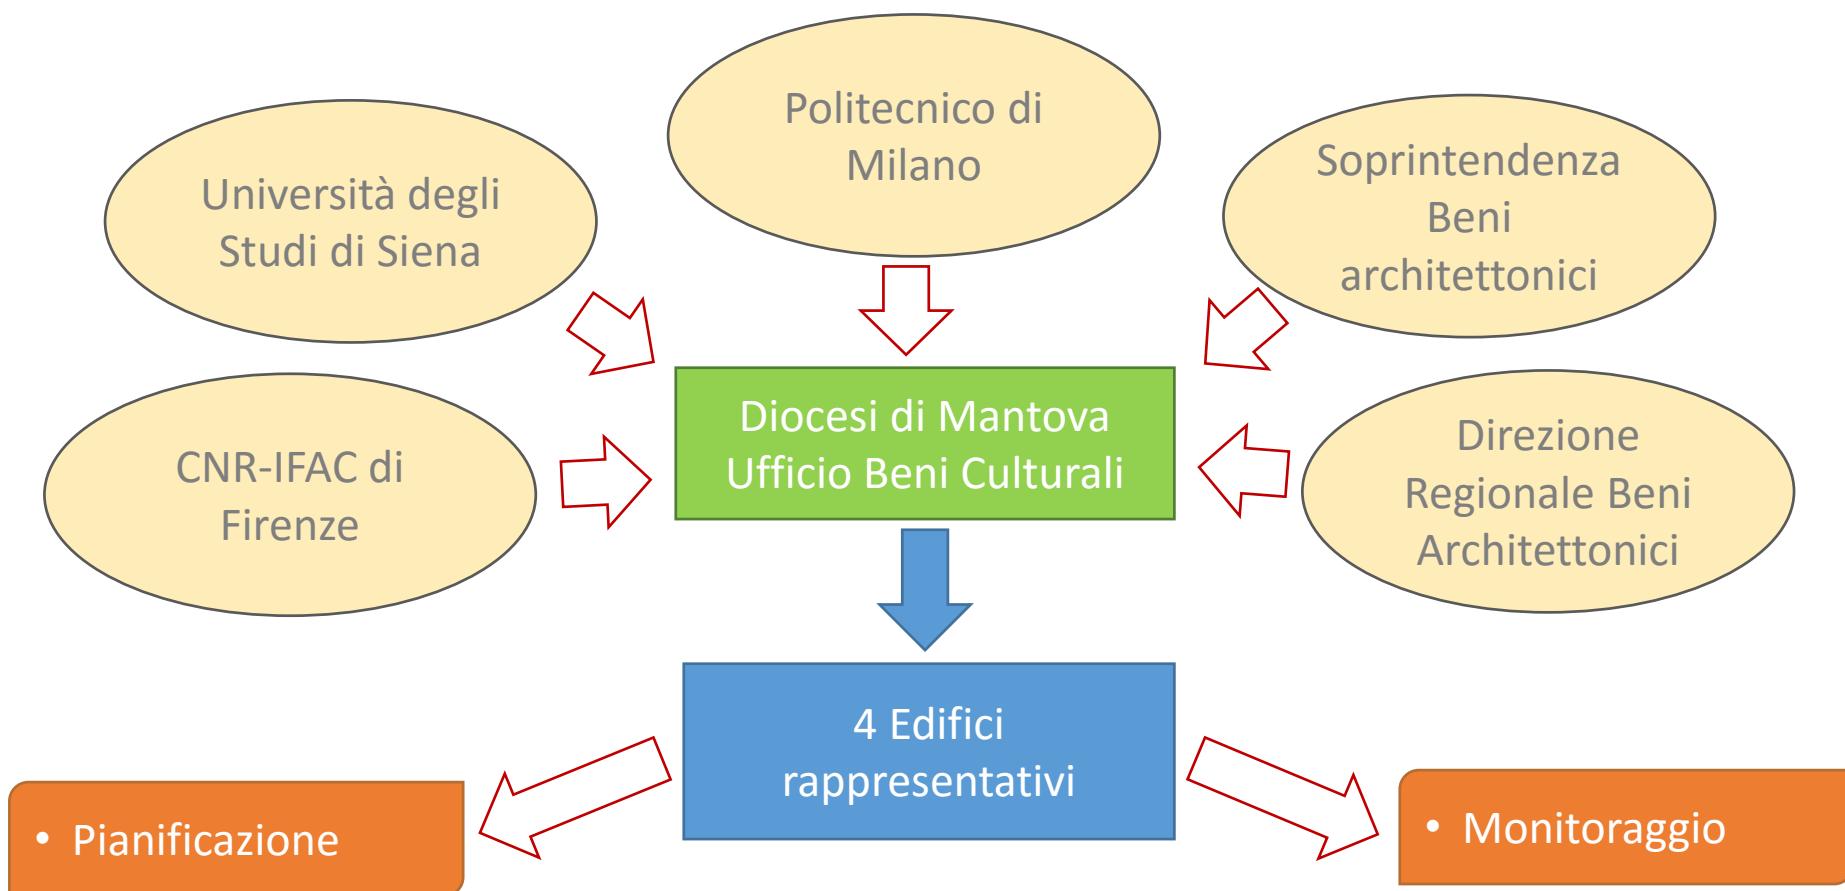 Politecnico di
Milano
Università degli
Studi di Siena
Soprintendenza
Beni
architettonici
CNR-IFAC di
Firenze
Diocesi di Mantova
Ufficio Beni Culturali
Direzione
Regionale Beni
Architettonici
4 Edifici
rappresentativi
• Pianificazione
• Monitoraggio